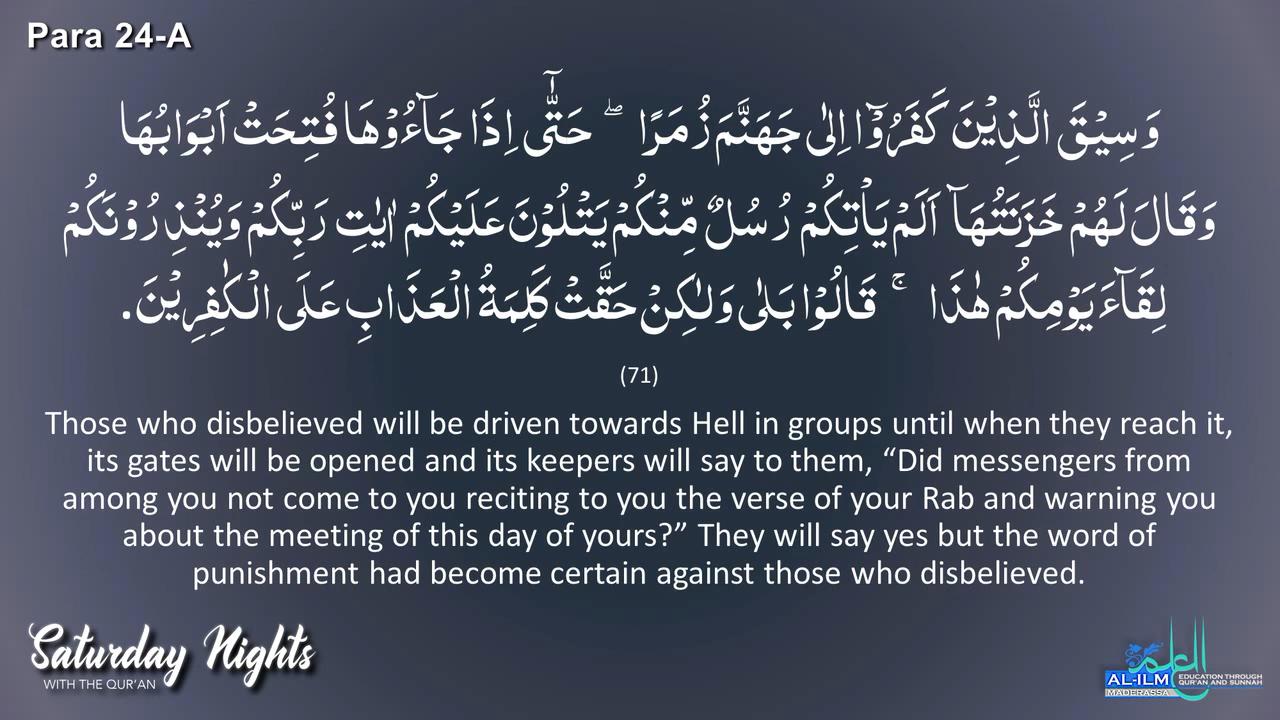 Para 24-A
وَسِيْقَ الَّذِيْنَ كَفَرُوْٓا اِلٰى جَهَنَّمَ زُمَرًا ۖ حَتّٰٓى اِذَا جَآءُوْهَا فُتِحَتْ اَبْوَابُهَا
وَقَالَ لَهُمْ خَزَنَتُهَآ اَلَمْ يَاْتِكُمْ رُسُلٌ مِّنْكُمْ يَتْلُوْنَ عَلَيْكُمْ اٰيٰتِ رَبِّكُمْ وَيُنْذِرُوْنَكُمْ
لِقَآءَ يَوْمِكُمْ هٰذَا ۚ قَالُوْا بَلٰى وَلٰكِنْ حَقَّتْ كَلِمَةُ الْعَذَابِ عَلَى الْكٰفِرِيْنَ.
(71)
Those who disbelieved will be driven towards Hell in groups until when they reach it,
its gates will be opened and its keepers will say to them, “Did messengers from
among you not come to you reciting to you the verse of your Rab and warning you
about the meeting of this day of yours?” They will say yes but the word of
punishment had become certain against those who disbelieved.
Saturday Nights
WITH THE QUR'AN
العلم
AL-ILM
MADERASSA
EDUCATION THROUGH
QUR'AN AND SUNNAH